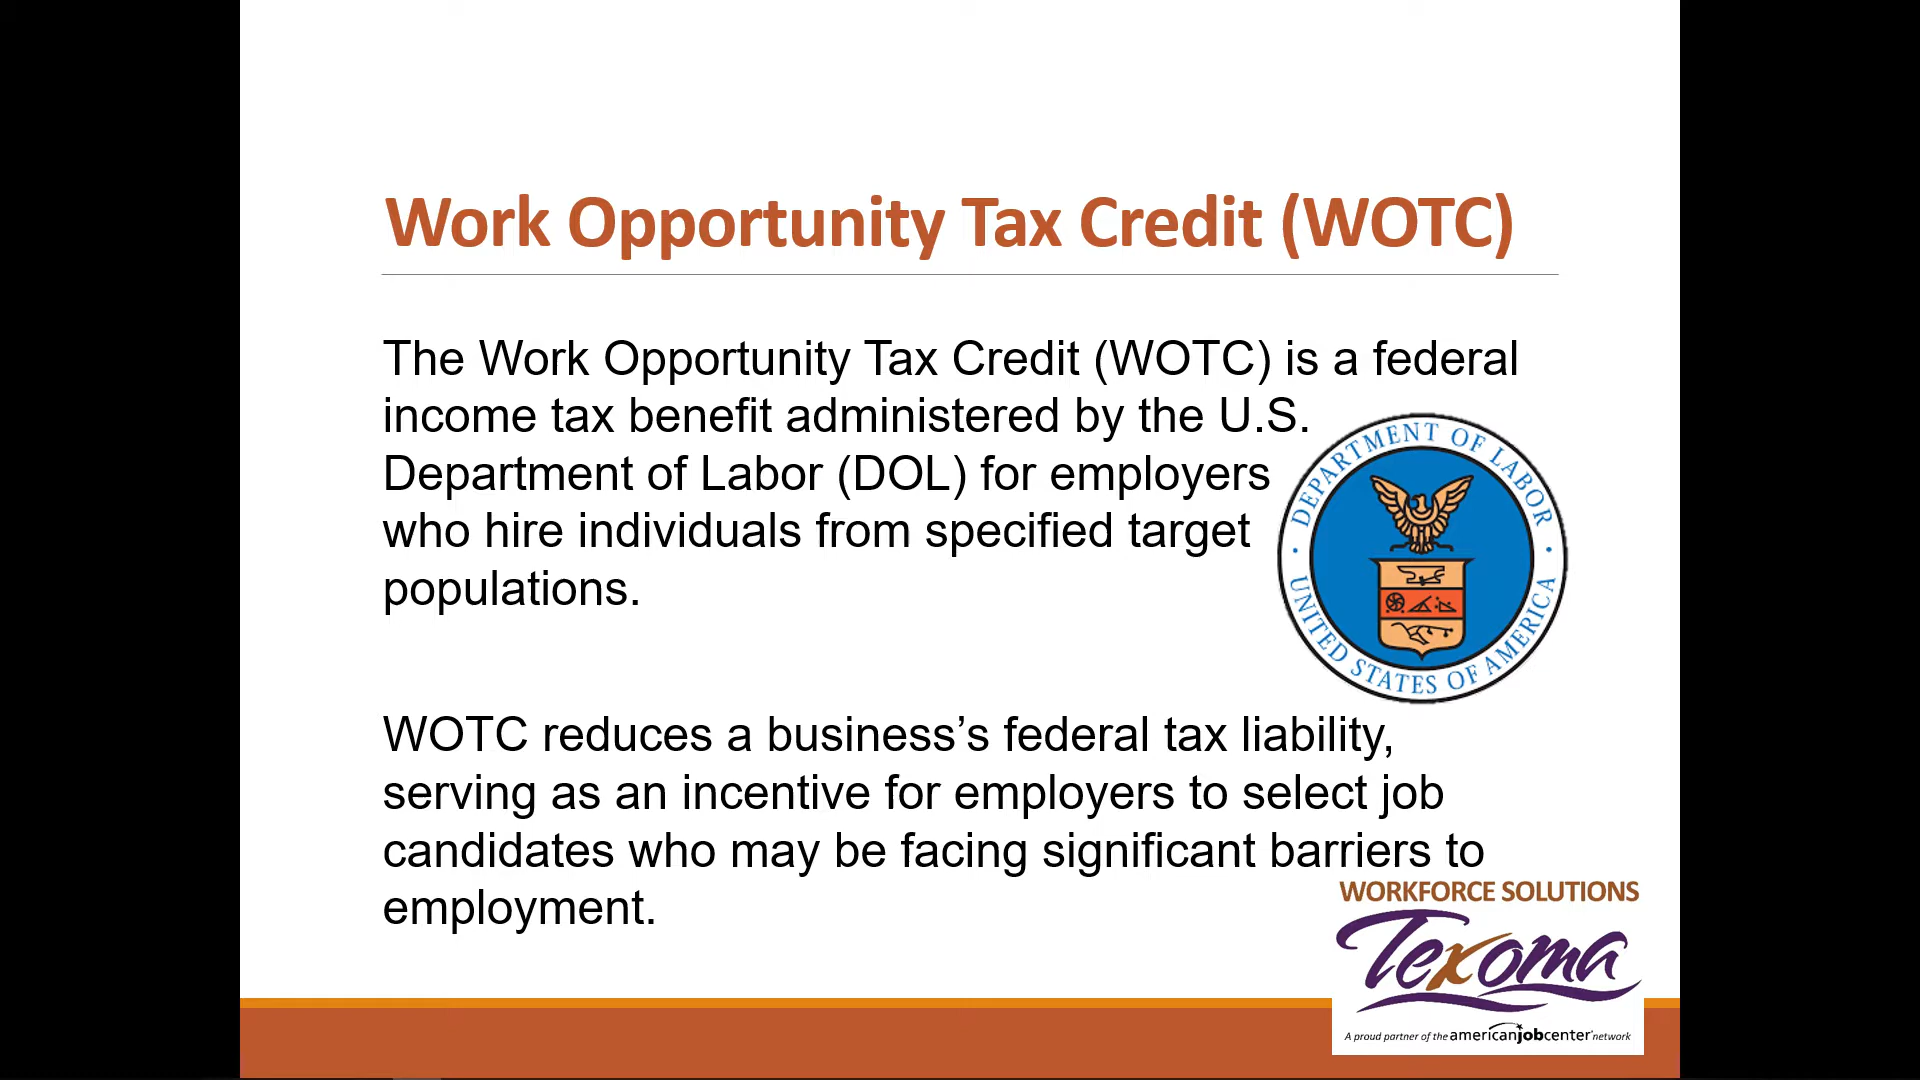 Work Opportunity Tax Credit (WOTC)
The Work Opportunity Tax Credit (WOTC) is a federal
income tax benefit administered by the U.S.
Department of Labor (DOL) for employers
who hire individuals from specified target
populations.
DEPARTMENT OF LABOR
UNITED STATES OF AMERICA
WOTC reduces a business’s federal tax liability,
serving as an incentive for employers to select job
candidates who may be facing significant barriers to
employment.
WORKFORCE SOLUTIONS
Texoma
A proud partner of the americanjobcenter network